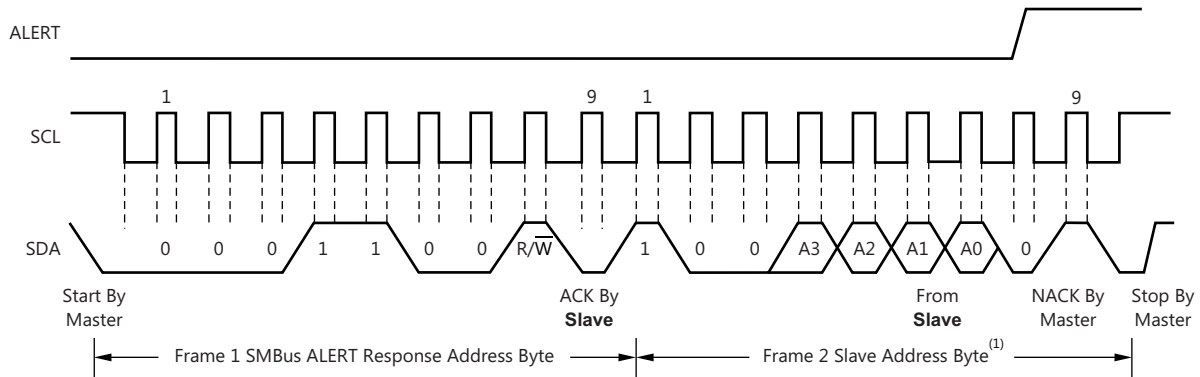 ALERT
1 9 1 9
SCL
SDA 0 0 0 1 1 0 0 R/W̅ 1 0 0 A3 A2 A1 A0 0
Start By Master
ACK By Slave
From Slave
NACK By Master
Stop By Master
Frame 1 SMBus ALERT Response Address Byte
Frame 2 Slave Address Byte(1)